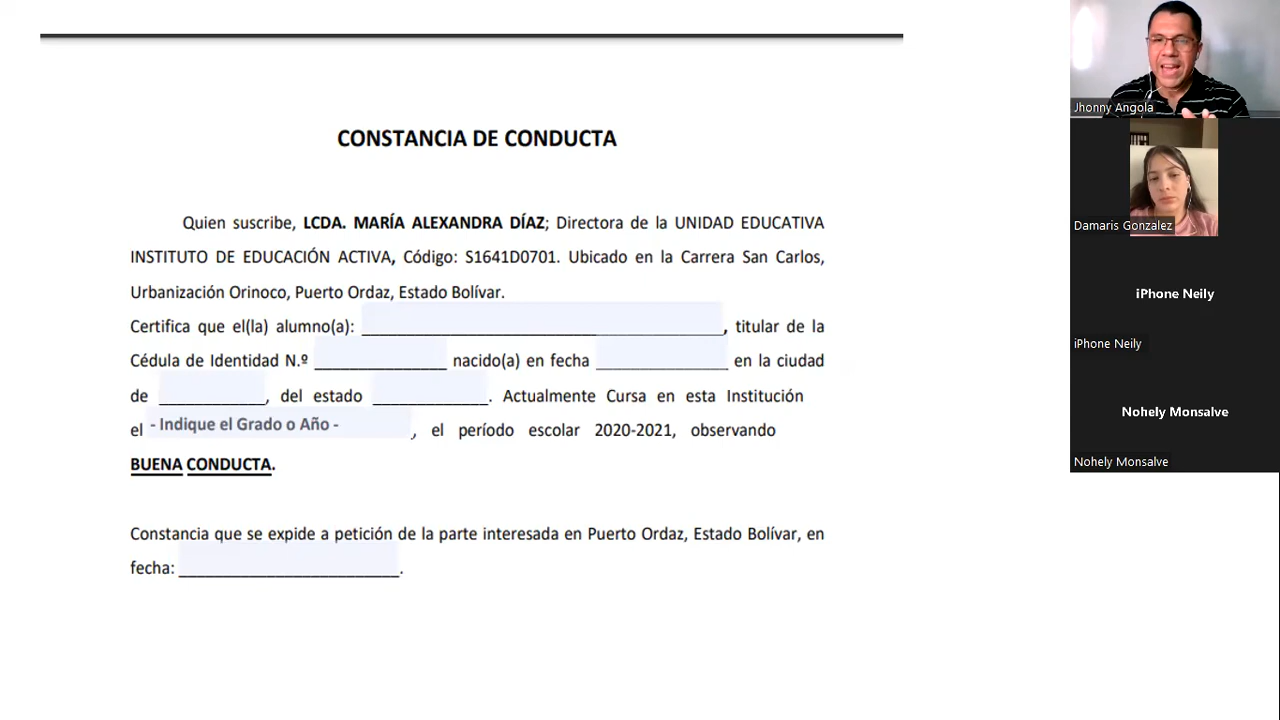 CONSTANCIA DE CONDUCTA
Quien suscribe, LCDA. MARÍA ALEXANDRA DÍAZ; Directora de la UNIDAD EDUCATIVA
INSTITUTO DE EDUCACIÓN ACTIVA, Código: S1641D0701. Ubicado en la Carrera San Carlos,
Urbanización Orinoco, Puerto Ordaz, Estado Bolívar.
Certifica que el(la) alumno(a): ____________________, titular de la
Cédula de Identidad N.º _______________ nacido(a) en fecha _______________ en la ciudad
de ____________, del estado _____________. Actualmente Cursa en esta Institución
el - Indique el Grado o Año - , el período escolar 2020-2021, observando
BUENA CONDUCTA.
Constancia que se expide a petición de la parte interesada en Puerto Ordaz, Estado Bolívar, en
fecha: _________________________.
Jhonny Angola
Damaris Gonzalez
iPhone Neily
iPhone Neily
Nohely Monsalve
Nohely Monsalve